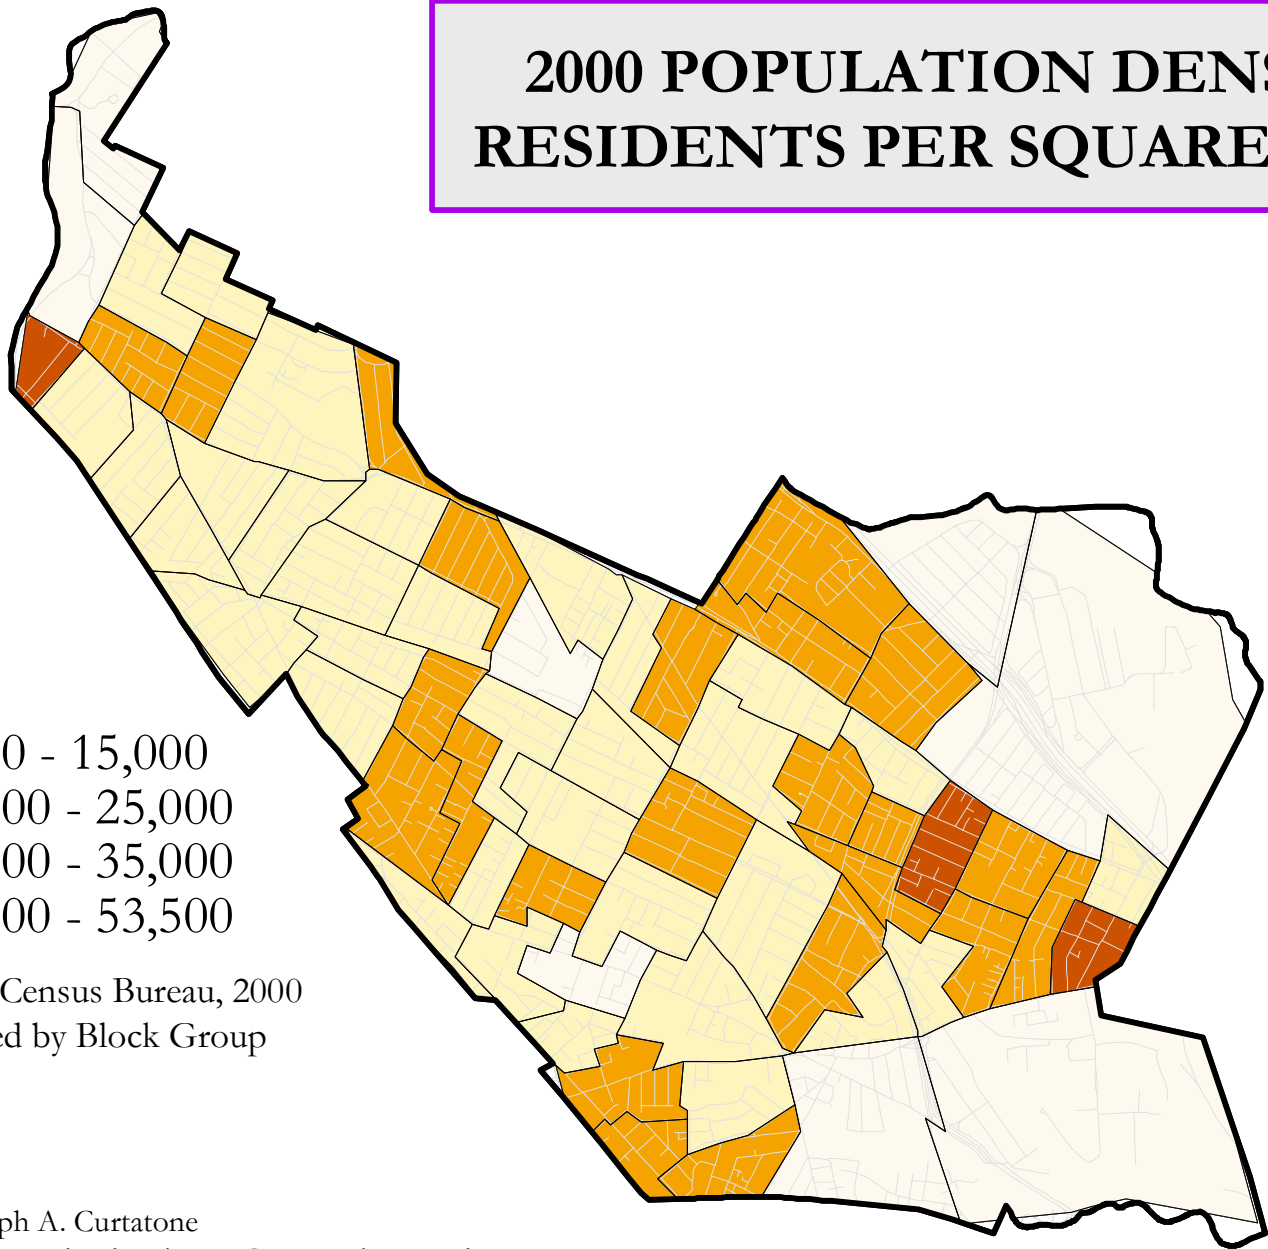 2000 POPULATION DENS
RESIDENTS PER SQUARE
0 - 15,000
00 - 25,000
00 - 35,000
00 - 53,500
Census Bureau, 2000
ed by Block Group
ph A. Curtatone